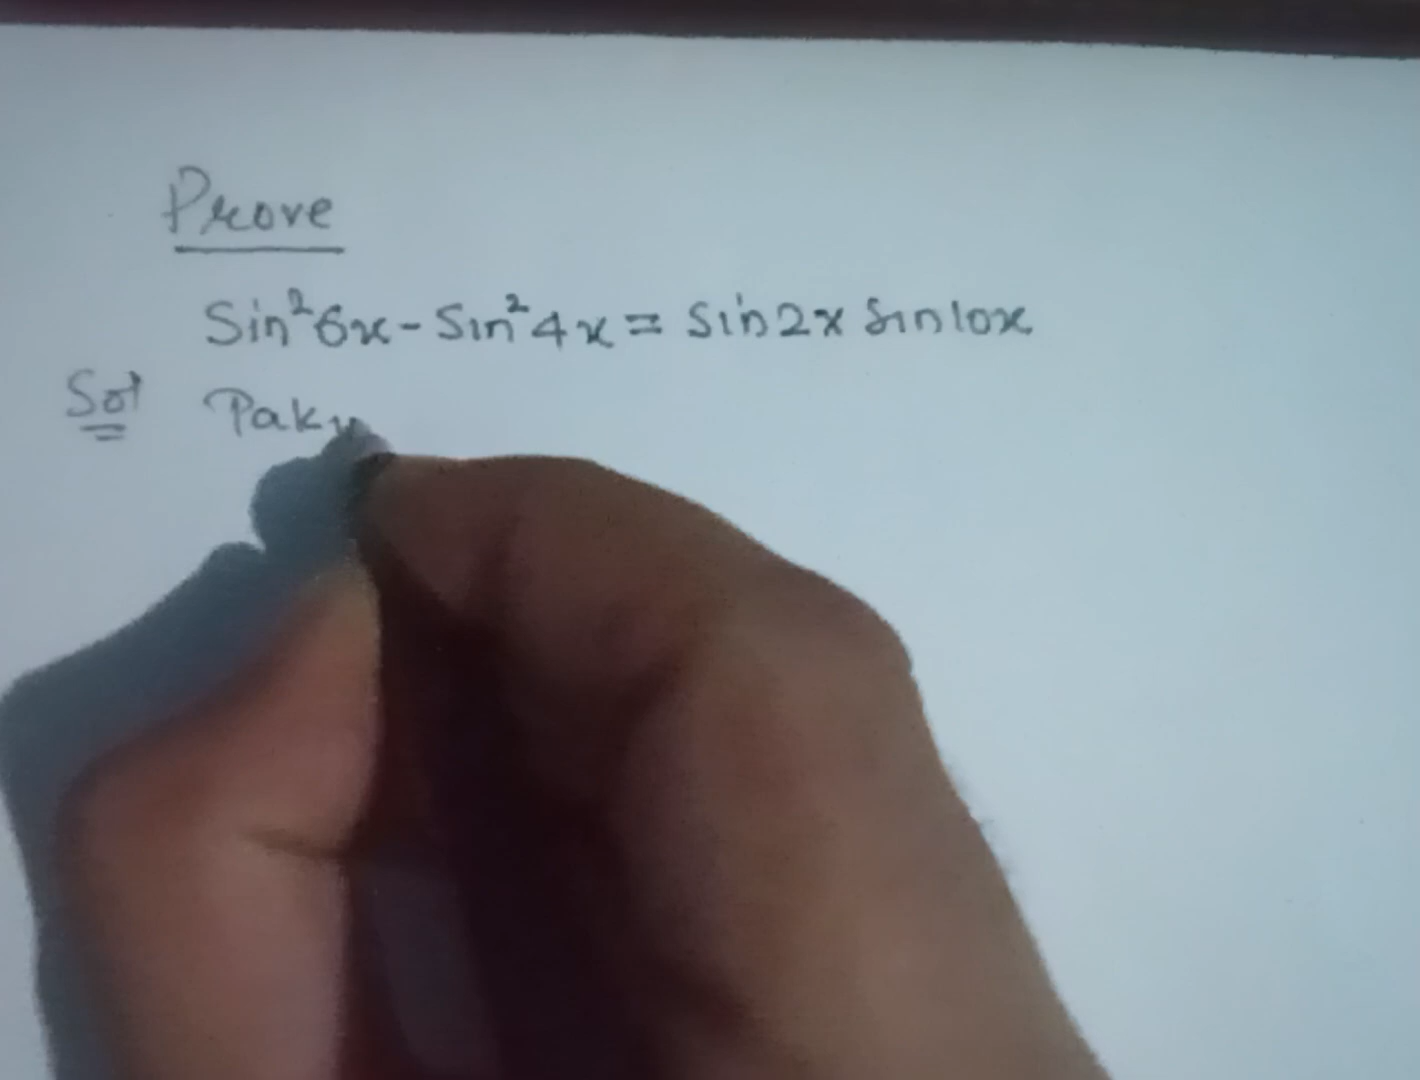 Prove
Sin²6x - Sin²4x = Sin2x Sin10x
Sol